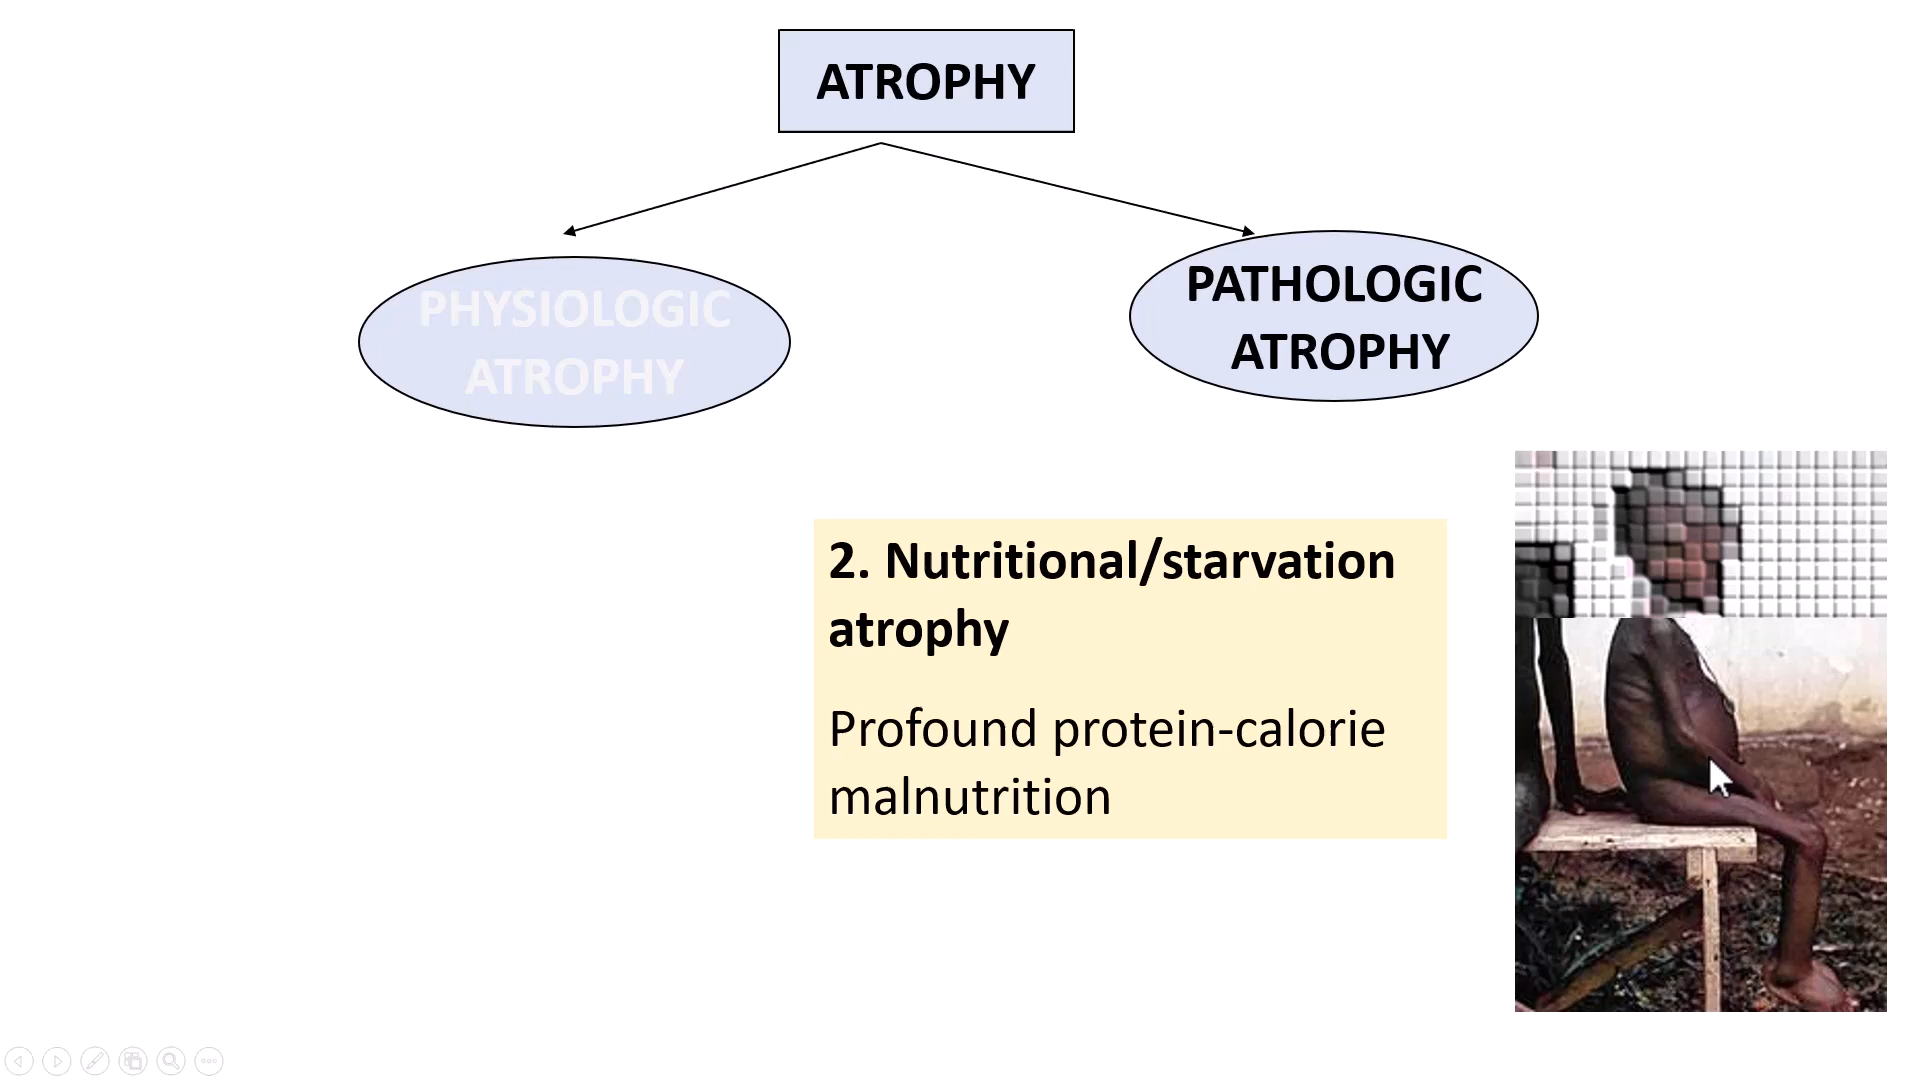 ATROPHY
PHYSIOLOGIC
ATROPHY
PATHOLOGIC
ATROPHY
2. Nutritional/starvation
atrophy
Profound protein-calorie
malnutrition